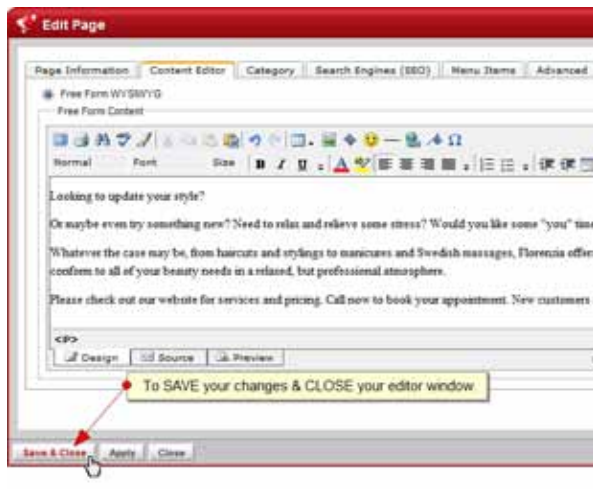 Edit Page
Page Information Content Editor Category Search Engines (SEO) Menu Items Advanced
Free Form WYSIWYG
Free Form Content
Normal Font Size B I U
Looking to update your style?
Or maybe even try something new? Need to relax and relieve some stress? Would you like some "you" time
Whatever the case may be, from haircuts and stylings to manicures and Swedish massages, Florenzia offer
conform to all of your beauty needs in a relaxed, but professional atmosphere.
Please check out our website for services and pricing. Call now to book your appointment. New customers
<P>
Design Source Preview
To SAVE your changes & CLOSE your editor window
Save & Close Apply Close